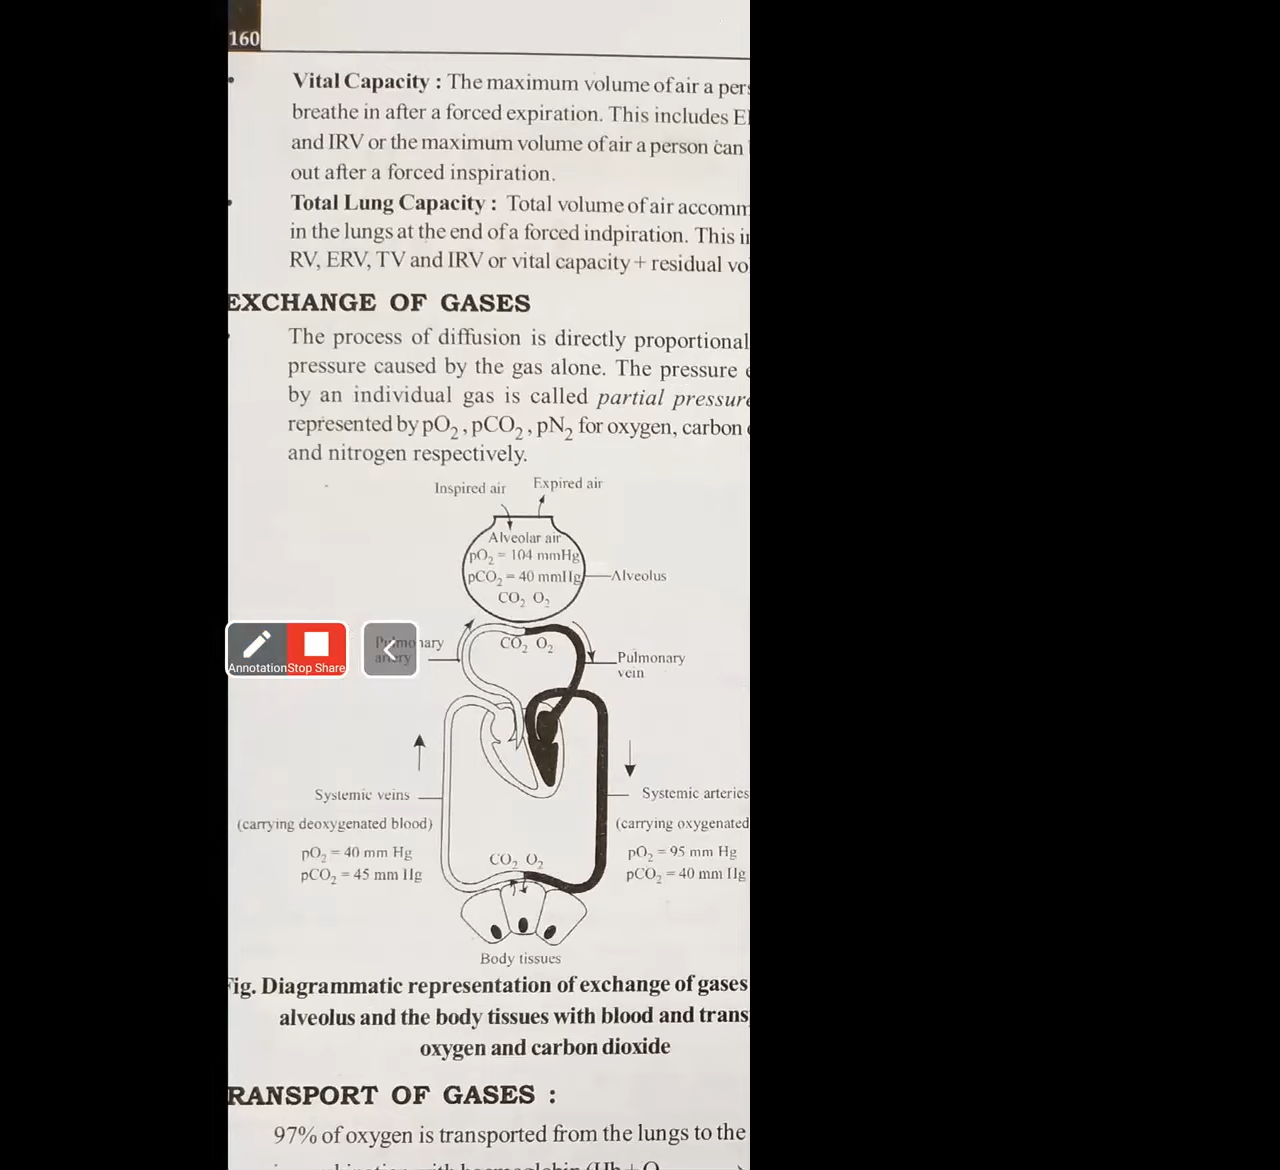 160
Vital Capacity : The maximum volume of air a
breathe in after a forced expiration. This includes
and IRV or the maximum volume of air a person can
out after a forced inspiration.
Total Lung Capacity : Total volume of air
in the lungs at the end of a forced indpiration. This
RV, ERV, TV and IRV or vital capacity + residual
EXCHANGE OF GASES
The process of diffusion is directly proportional
pressure caused by the gas alone. The pressure
by an individual gas is called partial pressure
represented by pO₂, pCO₂, pN₂ for oxygen, carbon
and nitrogen respectively.
Inspired air Expired air
Alveolar air
pO₂ = 104 mmHg
pCO₂ = 40 mmHg
Alveolus
CO₂ O₂
Pulmonary
artery
CO₂ O₂
Pulmonary
vein
Annotation Stop Share
Systemic veins
(carrying deoxygenated blood)
pO₂ = 40 mm Hg
pCO₂ = 45 mm Hg
Systemic arteries
(carrying oxygenated
pO₂ = 95 mm Hg
pCO₂ = 40 mm Hg
CO₂ O₂
Body tissues
Fig. Diagrammatic representation of exchange of gases
alveolus and the body tissues with blood and
oxygen and carbon dioxide
RANSPORT OF GASES :
97% of oxygen is transported from the lungs to the